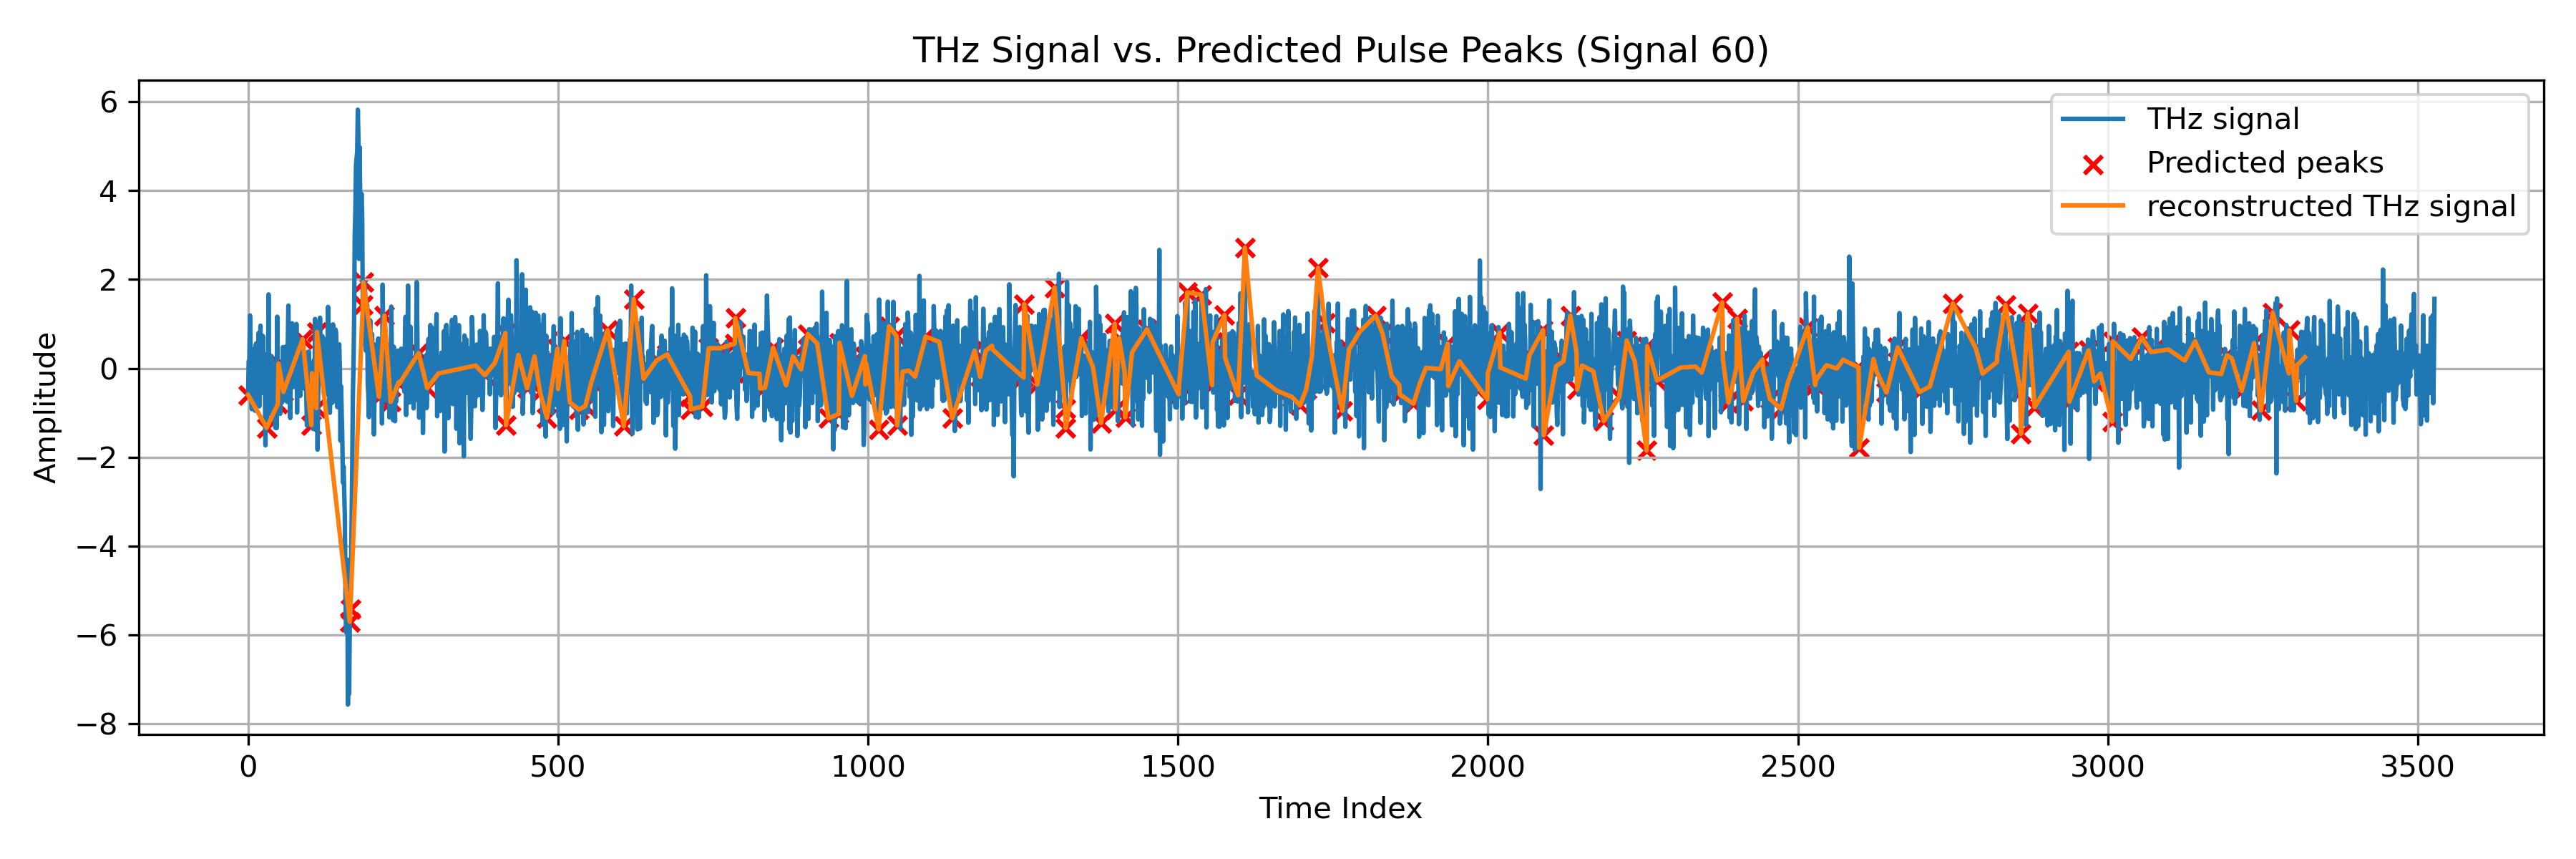 THz Signal vs. Predicted Pulse Peaks (Signal 60)
THz signal
Predicted peaks
reconstructed THz signal
Amplitude
6
4
2
0
−2
−4
−6
−8
0 500 1000 1500 2000 2500 3000 3500
Time Index